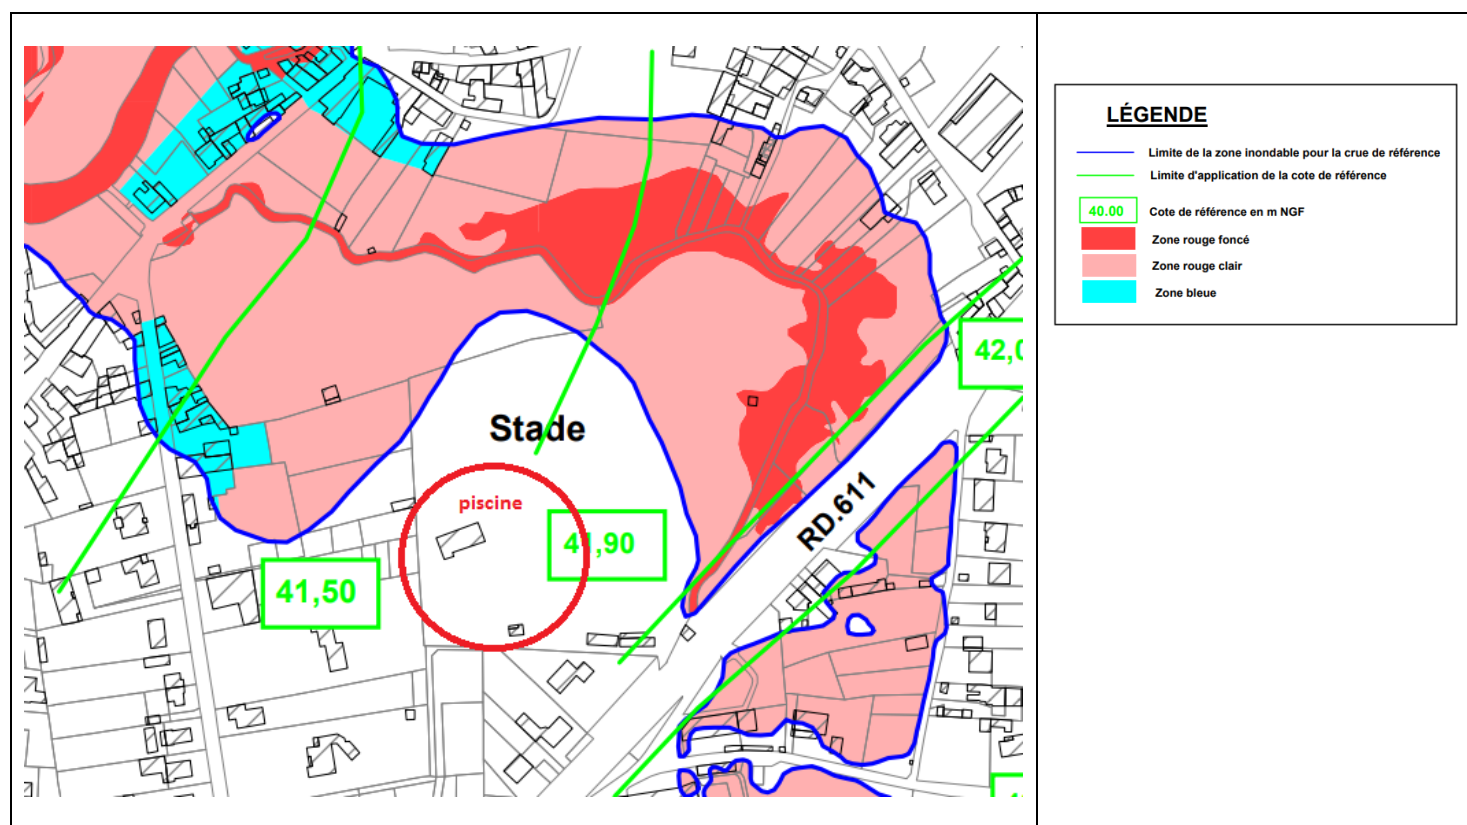 Stade
piscine
41,90
41,50
RD.611
LÉGENDE
Limite de la zone inondable pour la crue de référence
Limite d'application de la cote de référence
40.00
Cote de référence en m NGF
Zone rouge foncé
Zone rouge clair
Zone bleue